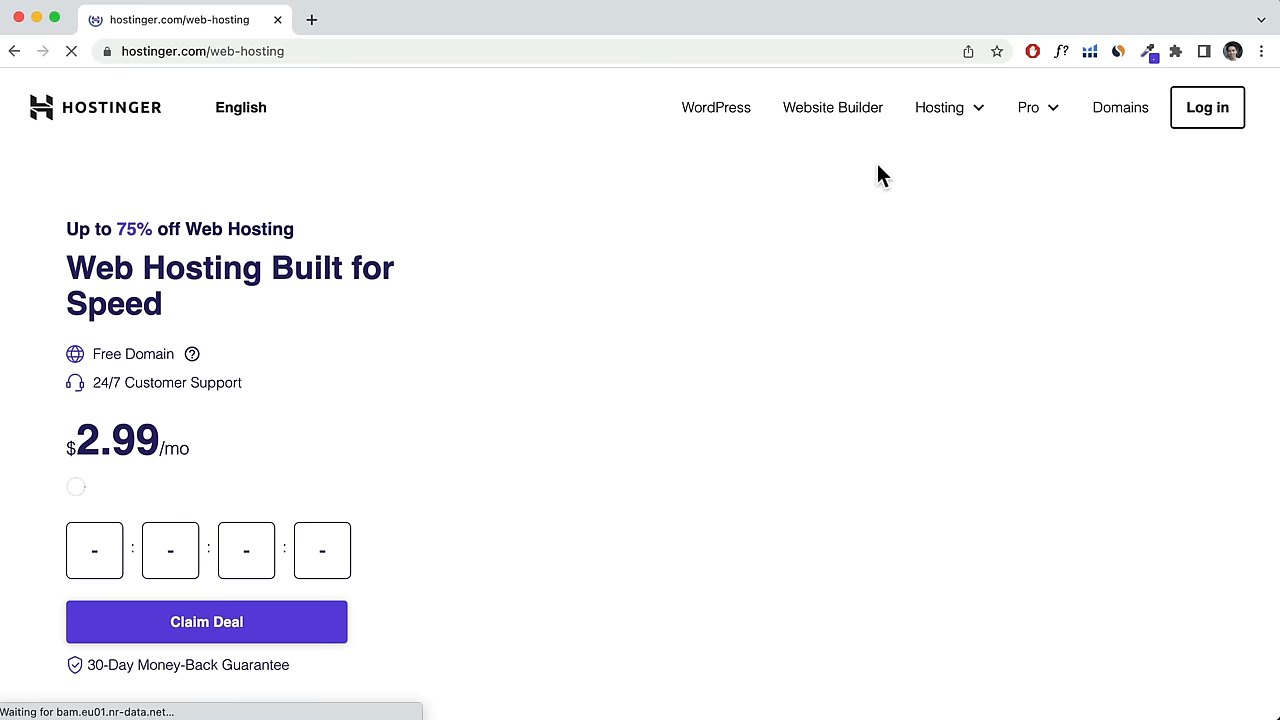 hostinger.com/web-hosting
hostinger.com/web-hosting
f?
HOSTINGER
English
WordPress
Website Builder
Hosting
Pro
Domains
Log in
Up to 75% off Web Hosting
Web Hosting Built for
Speed
Free Domain ?
24/7 Customer Support
$2.99/mo
- : - : - : -
Claim Deal
30-Day Money-Back Guarantee
Waiting for bam.eu01.nr-data.net...